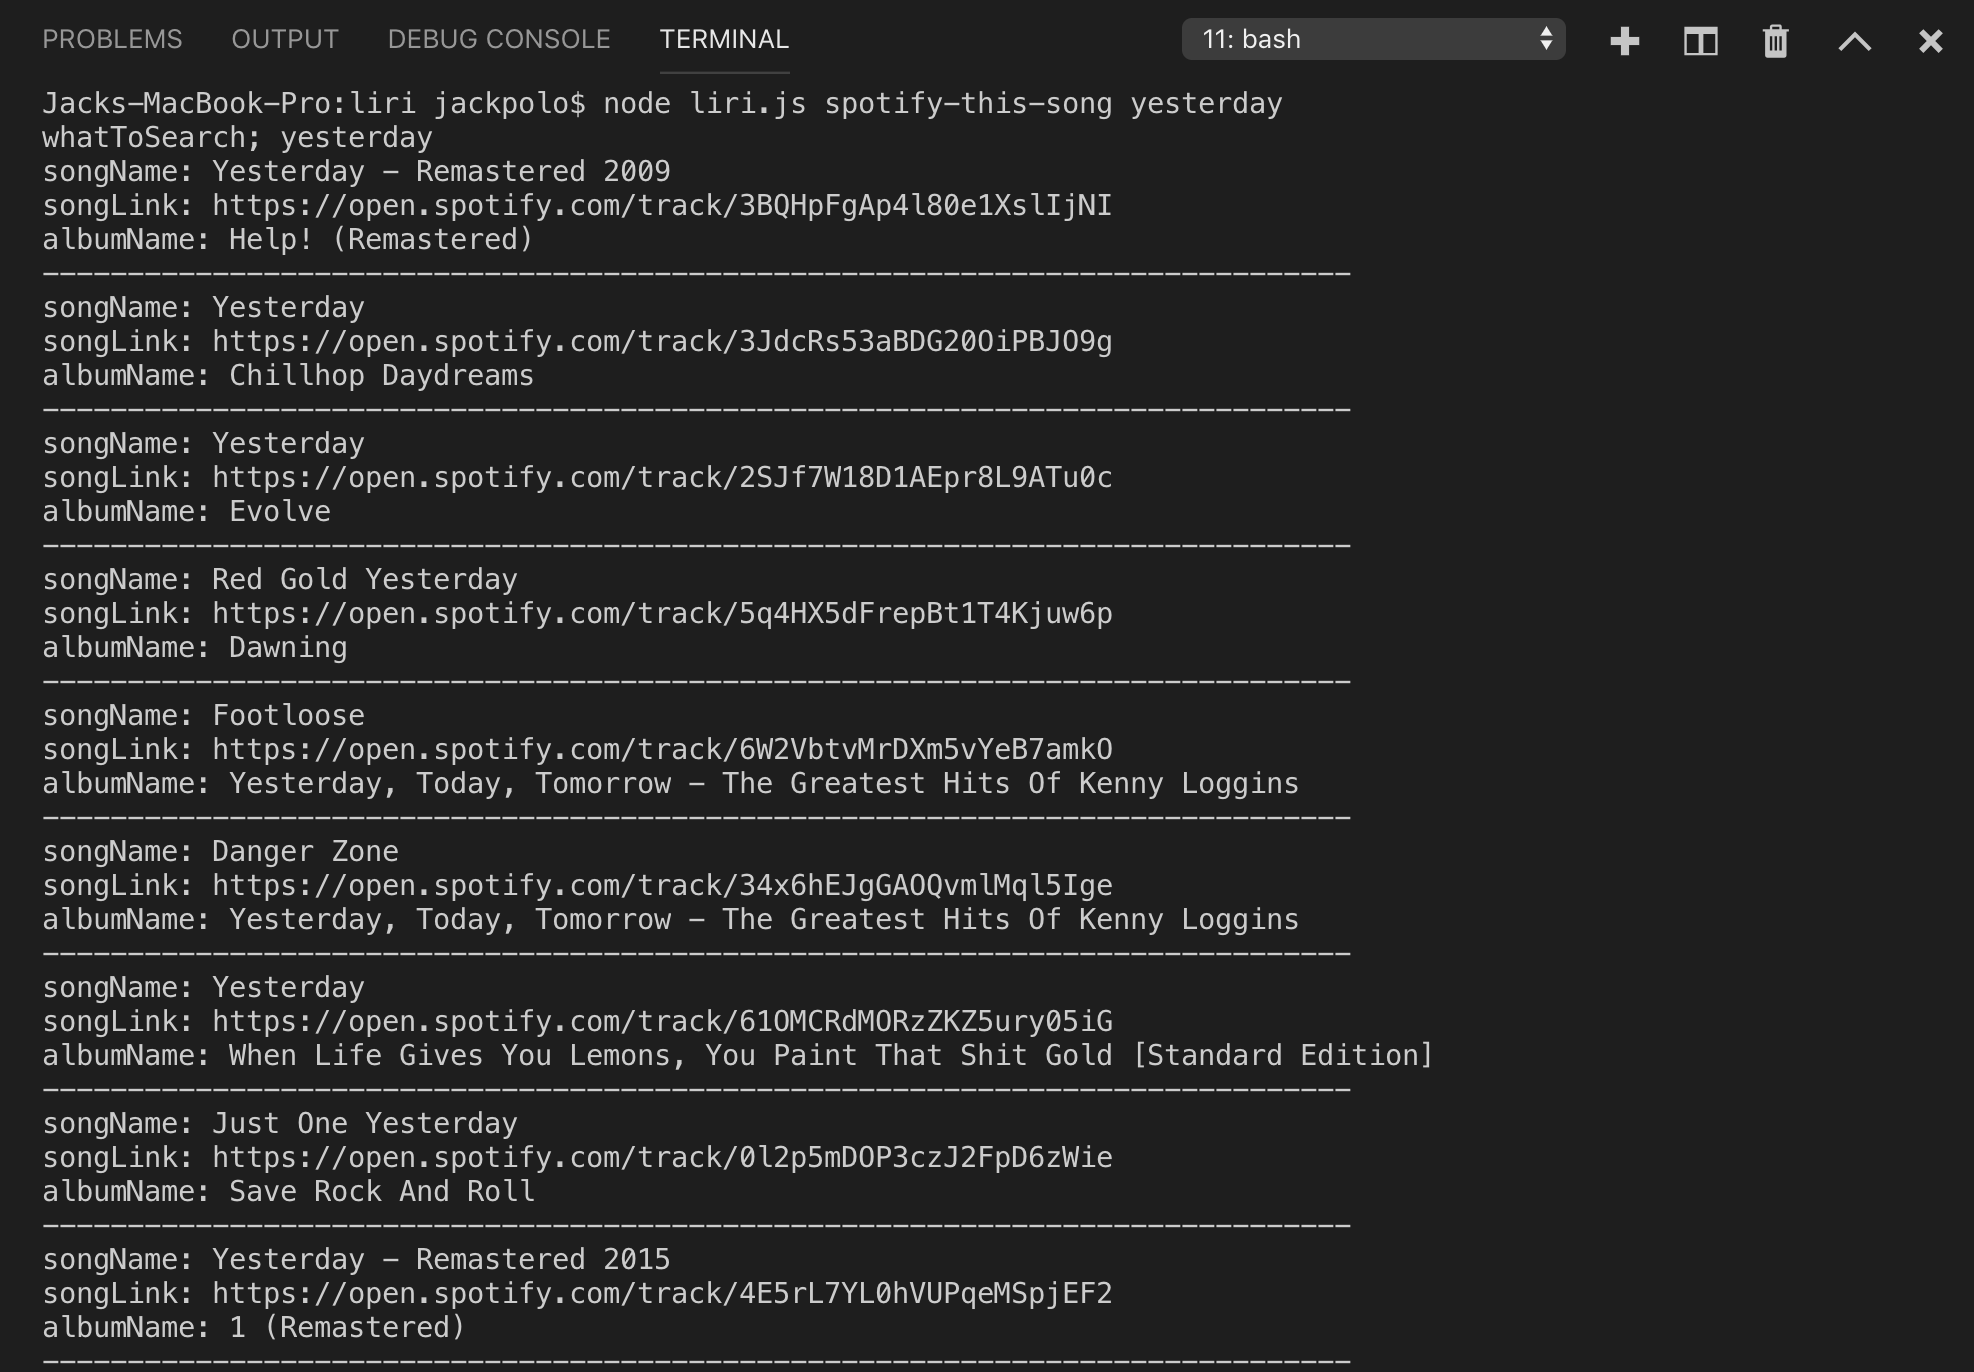 PROBLEMS OUTPUT DEBUG CONSOLE TERMINAL 11: bash
Jacks-MacBook-Pro:liri jackpolo$ node liri.js spotify-this-song yesterday
whatToSearch; yesterday
songName: Yesterday - Remastered 2009
songLink: https://open.spotify.com/track/3BQHpFgAp4l80e1XslIjNI
albumName: Help! (Remastered)
-----------------------------------------------------------------------------
songName: Yesterday
songLink: https://open.spotify.com/track/3JdcRs53aBDG20OiPBJO9g
albumName: Chillhop Daydreams
-----------------------------------------------------------------------------
songName: Yesterday
songLink: https://open.spotify.com/track/2SJf7W18D1AEpr8L9ATu0c
albumName: Evolve
-----------------------------------------------------------------------------
songName: Red Gold Yesterday
songLink: https://open.spotify.com/track/5q4HX5dFrepBt1T4Kjuw6p
albumName: Dawning
-----------------------------------------------------------------------------
songName: Footloose
songLink: https://open.spotify.com/track/6W2VbtvMrDXm5vYeB7amkO
albumName: Yesterday, Today, Tomorrow - The Greatest Hits Of Kenny Loggins
-----------------------------------------------------------------------------
songName: Danger Zone
songLink: https://open.spotify.com/track/34x6hEJgGAOQvmlMql5Ige
albumName: Yesterday, Today, Tomorrow - The Greatest Hits Of Kenny Loggins
-----------------------------------------------------------------------------
songName: Yesterday
songLink: https://open.spotify.com/track/61OMCRdMORzZKZ5ury05iG
albumName: When Life Gives You Lemons, You Paint That Shit Gold [Standard Edition]
-----------------------------------------------------------------------------
songName: Just One Yesterday
songLink: https://open.spotify.com/track/0l2p5mDOP3czJ2FpD6zWie
albumName: Save Rock And Roll
-----------------------------------------------------------------------------
songName: Yesterday - Remastered 2015
songLink: https://open.spotify.com/track/4E5rL7YL0hVUPqeMSpjEF2
albumName: 1 (Remastered)
-----------------------------------------------------------------------------